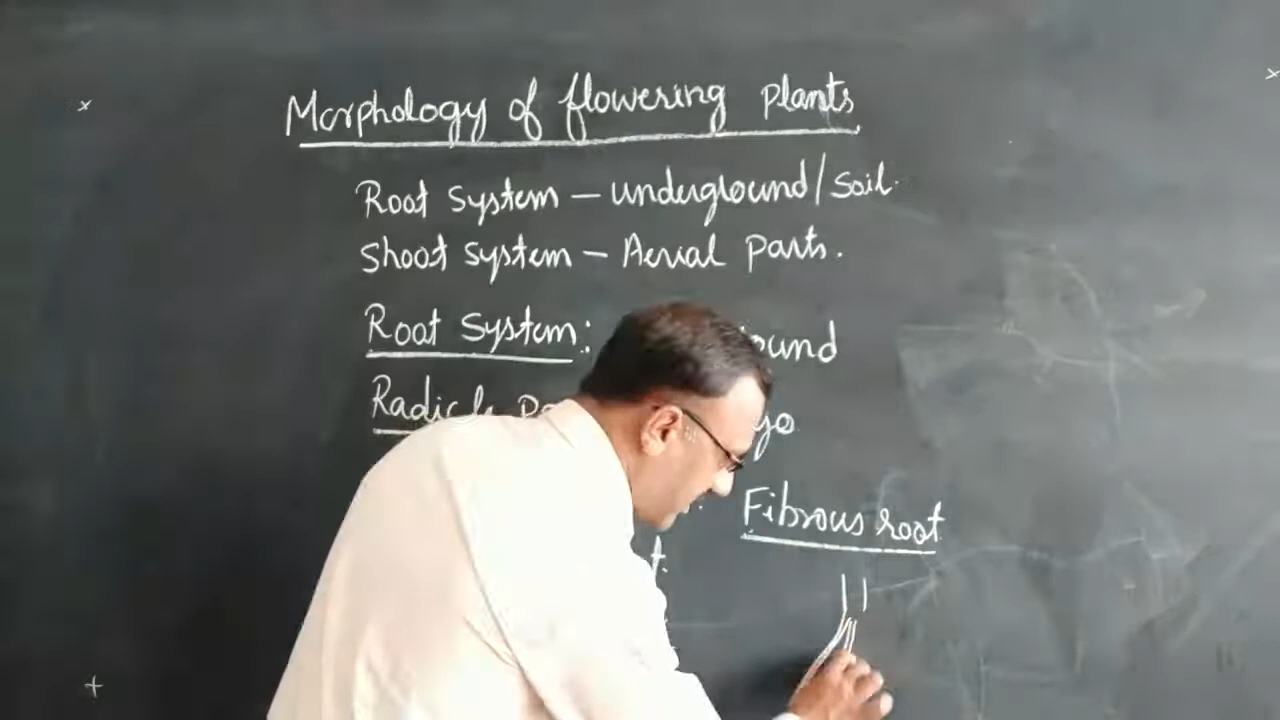 Morphology of flowering plants
Root System – underground/Soil.
Shoot System – Aerial Parts.
Root System:
Radicle
Fibrous root